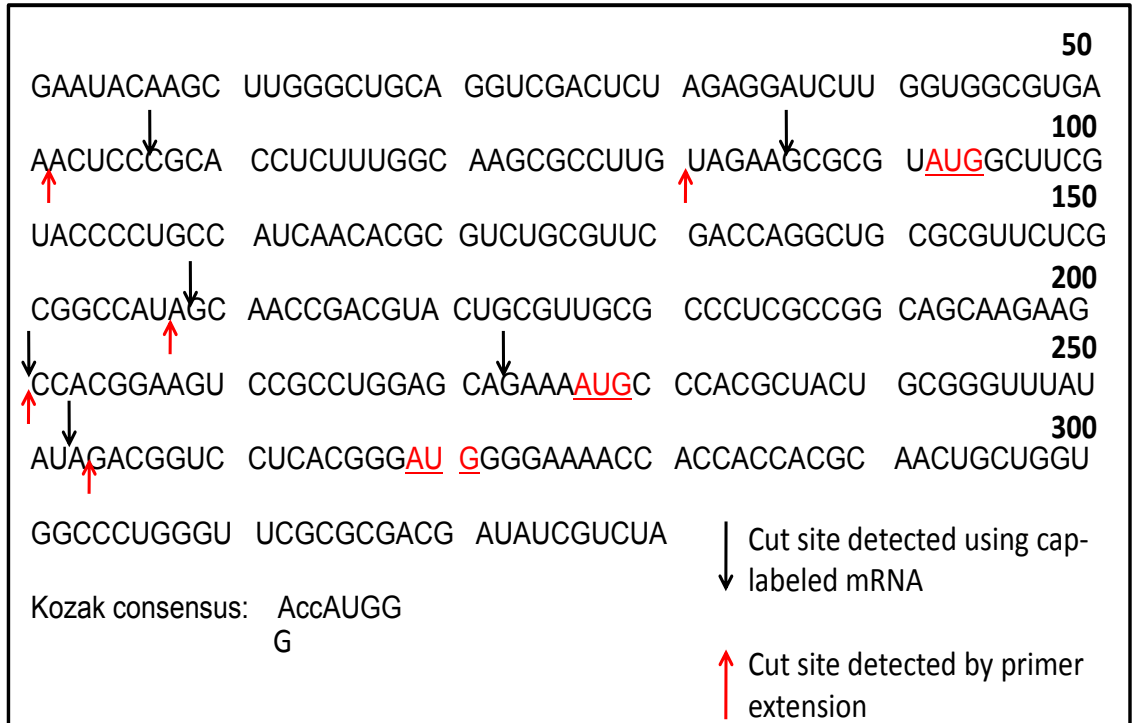 50
GAAUACAAGC UUGGGCUGCA GGUCGACUCU AGAGGAUCUU GGUGGCGUGA
100
AACUCCCGCA CCUCUUUGGC AAGCGCCUUG UAGAAGCGCG UAUGGCUUCG
150
UACCCCUGCC AUCAACACGC GUCUGCGUUC GACCAGGCUG CGCGUUCUCG
200
CGGCCAUAGC AACCGACGUA CUGCGUUGCG CCCUCGCCGG CAGCAAGAAG
250
CCACGGAAGU CCGCCUGGAG CAGAAAAUGC CCACGCUACU GCGGGUUUAU
300
AUAGACGGUC CUCACGGGAU GGGGAAAACC ACCACCACGC AACUGCUGGU
GGCCCUGGGU UCGCGCGACG AUAUCGUCUA
Cut site detected using cap-
labeled mRNA
Kozak consensus: AccAUGG
G
Cut site detected by primer
extension